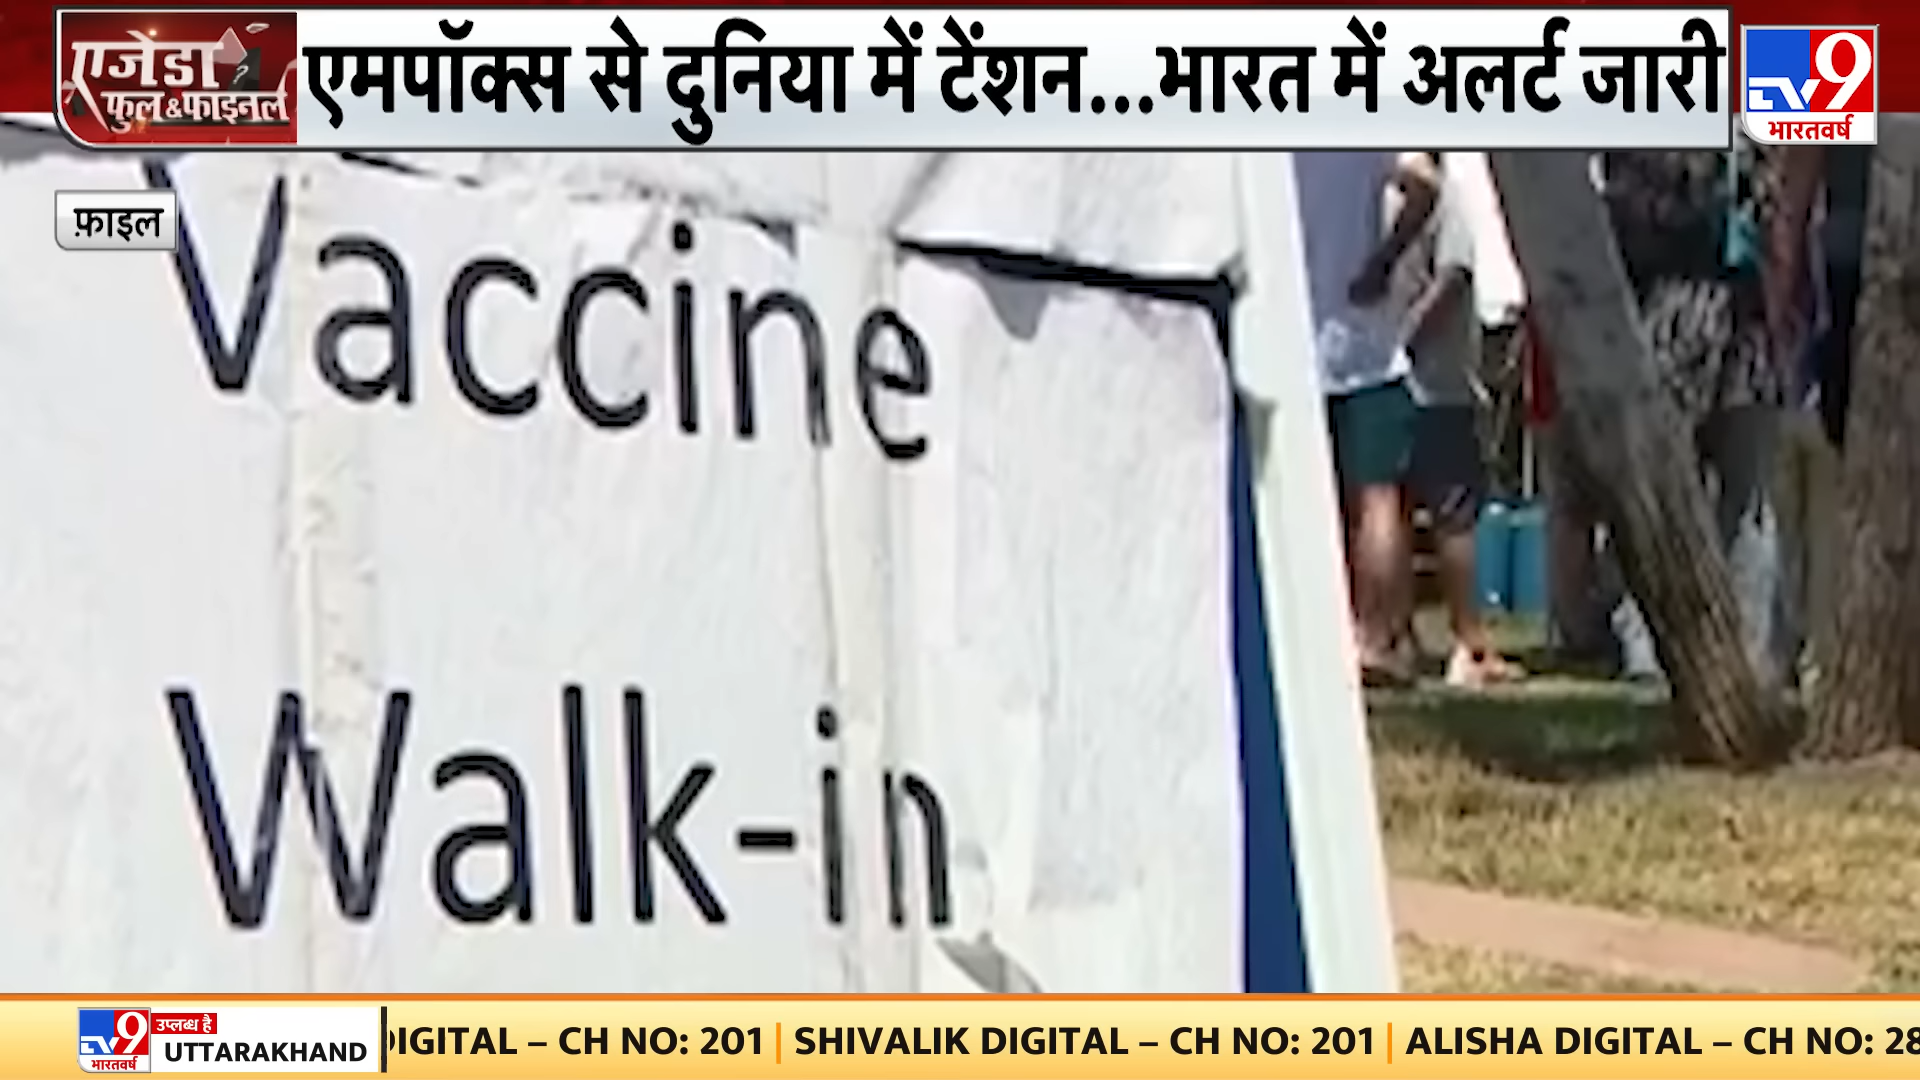 एजेंडा
फुल & फाइनल
एमपॉक्स से दुनिया में टेंशन...भारत में अलर्ट जारी
TV9
भारतवर्ष
फ़ाइल
Vaccine
Walk-in
TV9
भारतवर्ष
उपलब्ध है
UTTARAKHAND
DIGITAL – CH NO: 201 | SHIVALIK DIGITAL – CH NO: 201 | ALISHA DIGITAL – CH NO: 28